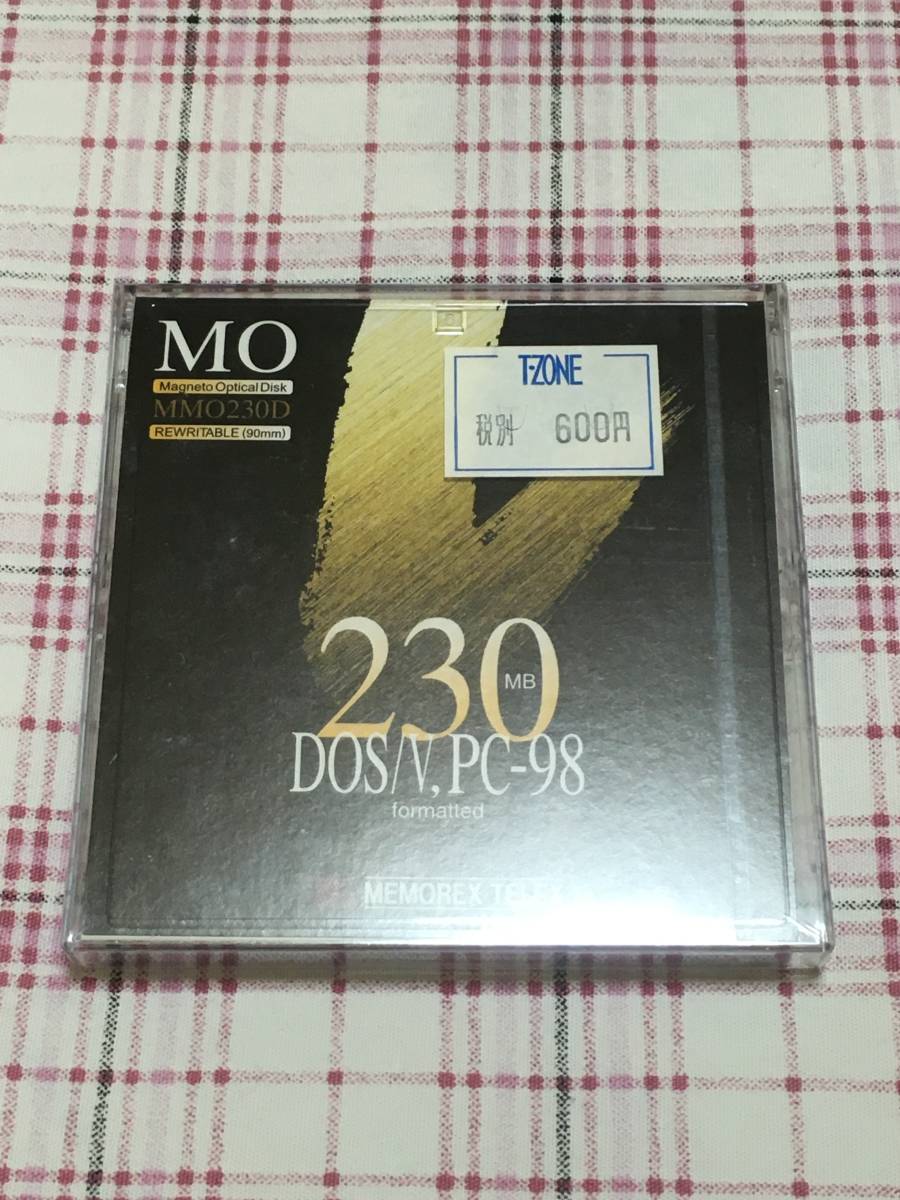 MO
Magneto Optical Disk
MMO230D
REWRITABLE (90mm)
T·ZONE
税別 600円
230
MB
DOS/V, PC-98
formatted
MEMOREX TELEX